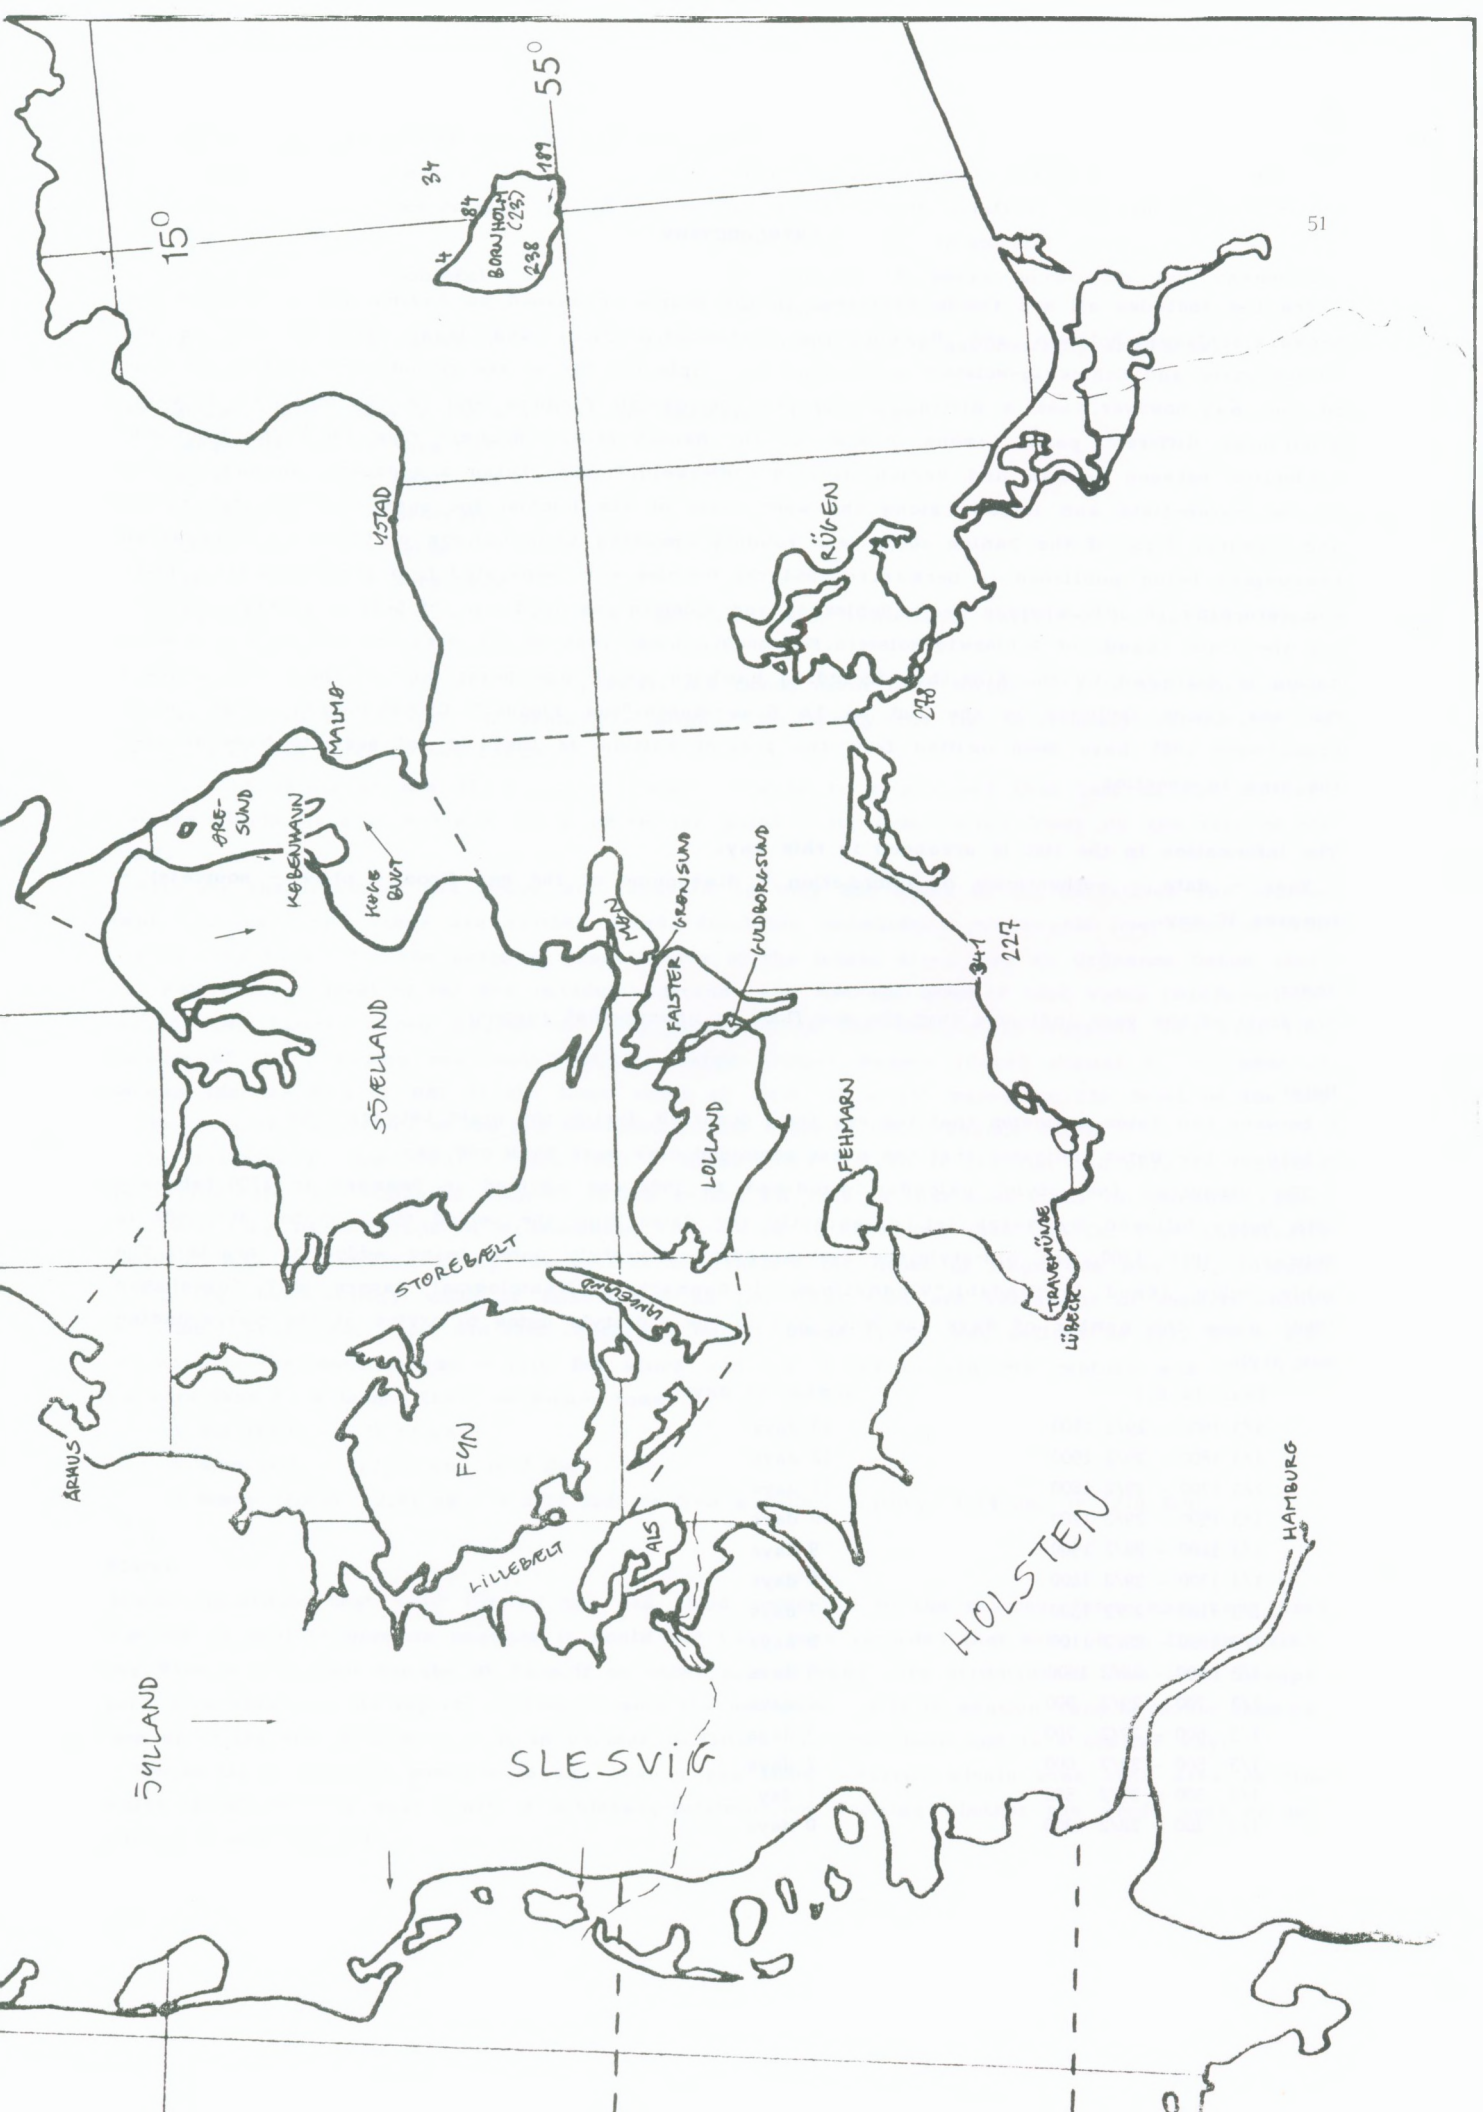 51
15°
55°
34
84
4
189
BORNHOLM
(23)
238
YSTAD
RÜGEN
278
MALMØ
ØRE-
SUND
KØBENHAVN
KØGE
BUGT
MØN
GRØNSUND
GULDBORGSUND
FALSTER
341
227
SJÆLLAND
LOLLAND
FEHMARN
STOREBÆLT
LANGELAND
TRAVEMÜNDE
LÜBECK
ÅRHUS
FYN
LILLEBÆLT
ALS
HAMBURG
HOLSTEN
JYLLAND
SLESVIG